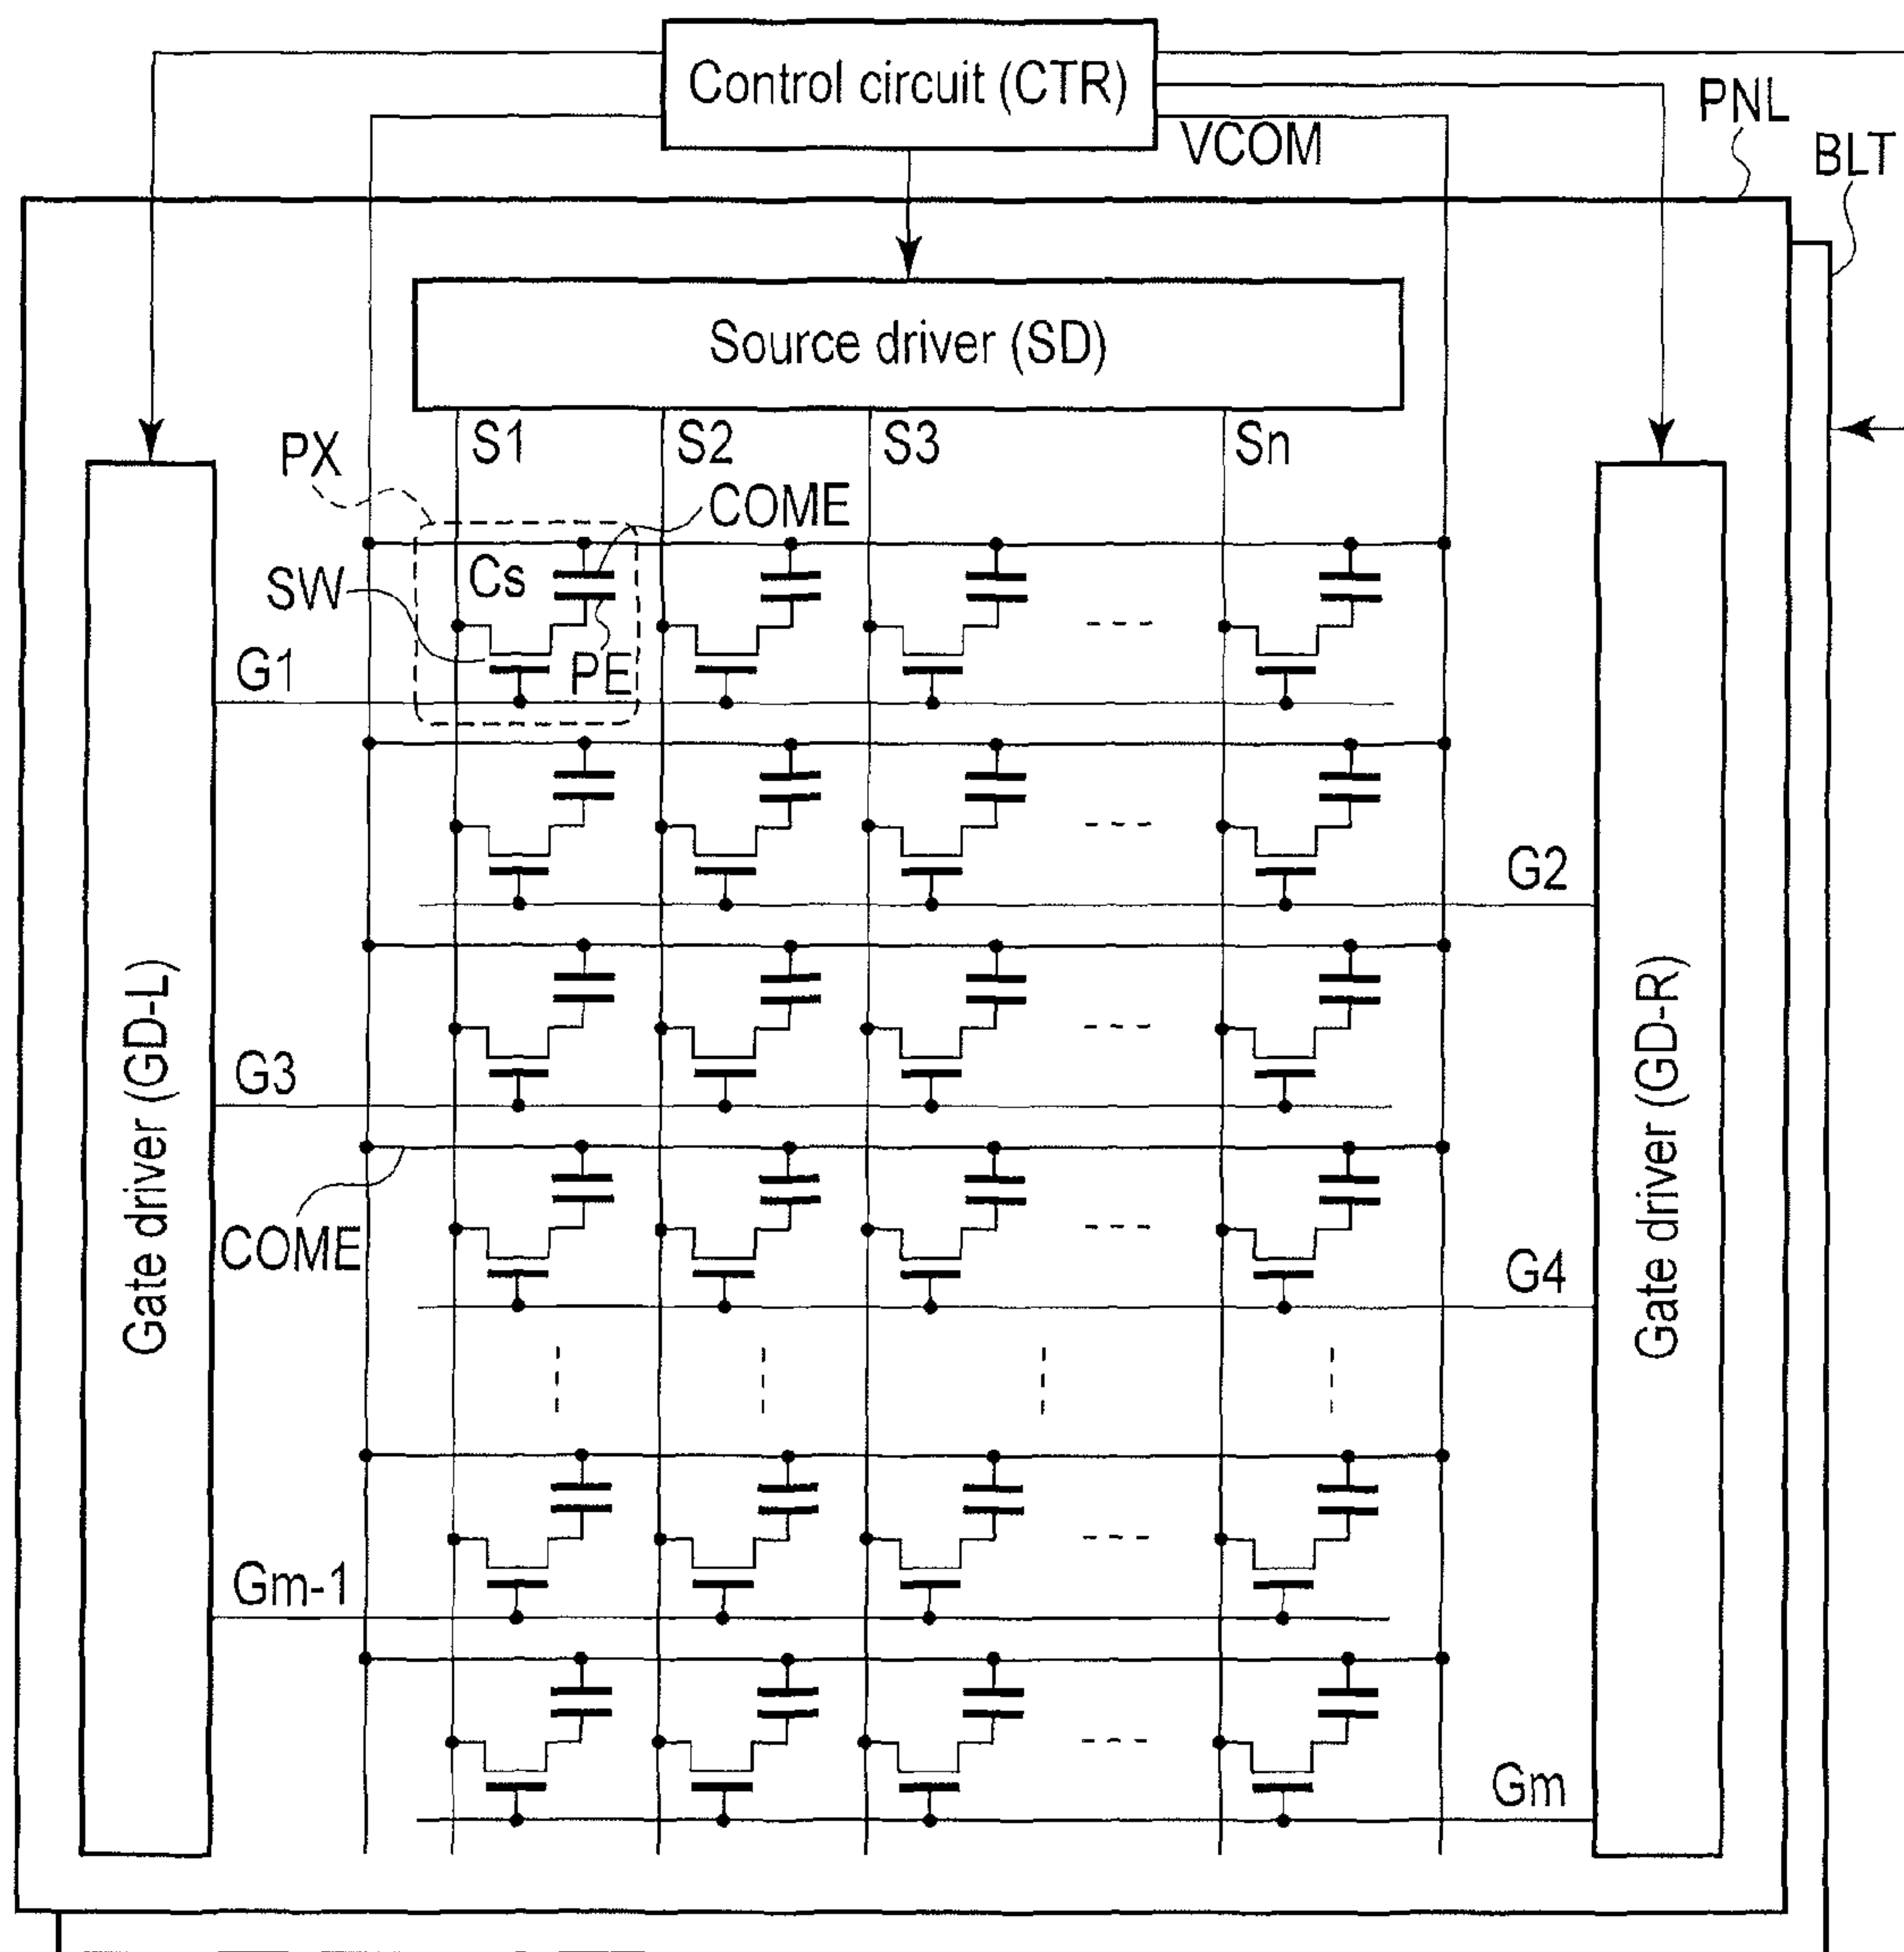 Control circuit (CTR)
VCOM
PNL
BLT
Source driver (SD)
S1
S2
S3
Sn
PX
COME
Cs
SW
PE
G1
G2
G3
COME
G4
Gm-1
Gm
Gate driver (GD-L)
Gate driver (GD-R)